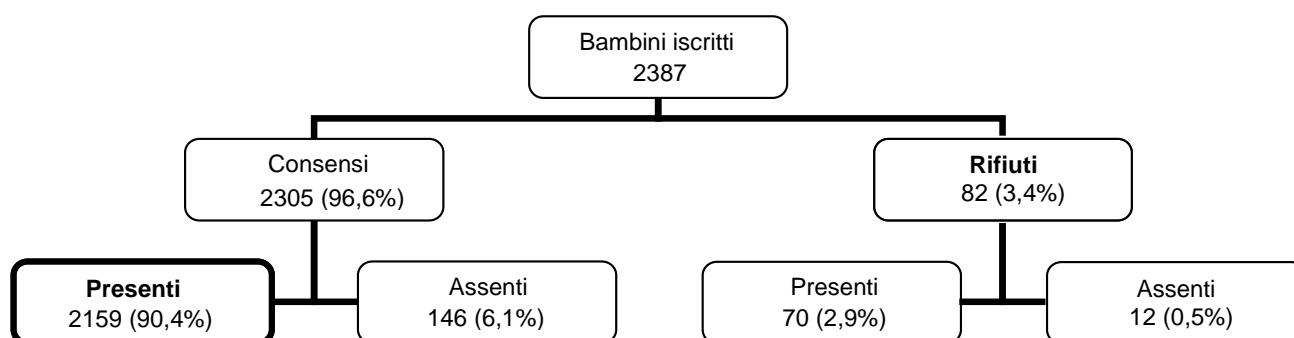 Bambini iscritti
2387
Consensi
2305 (96,6%)
Rifiuti
82 (3,4%)
Presenti
2159 (90,4%)
Assenti
146 (6,1%)
Presenti
70 (2,9%)
Assenti
12 (0,5%)